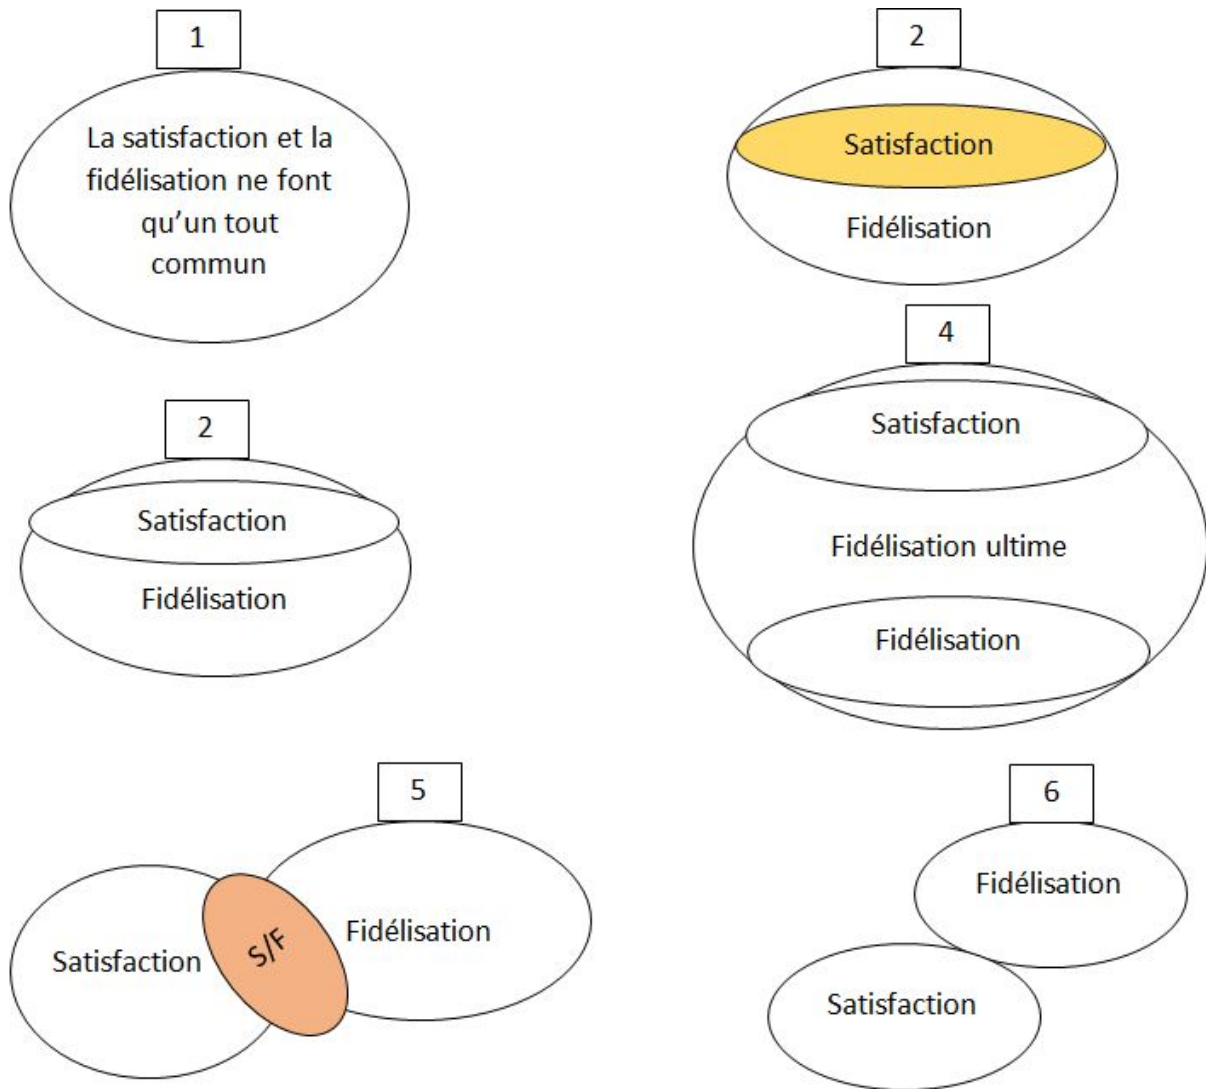 1
La satisfaction et la
fidélisation ne font
qu'un tout
commun
2
Satisfaction
Fidélisation
2
Satisfaction
Fidélisation
4
Satisfaction
Fidélisation ultime
Fidélisation
5
Satisfaction
S/F
Fidélisation
6
Fidélisation
Satisfaction